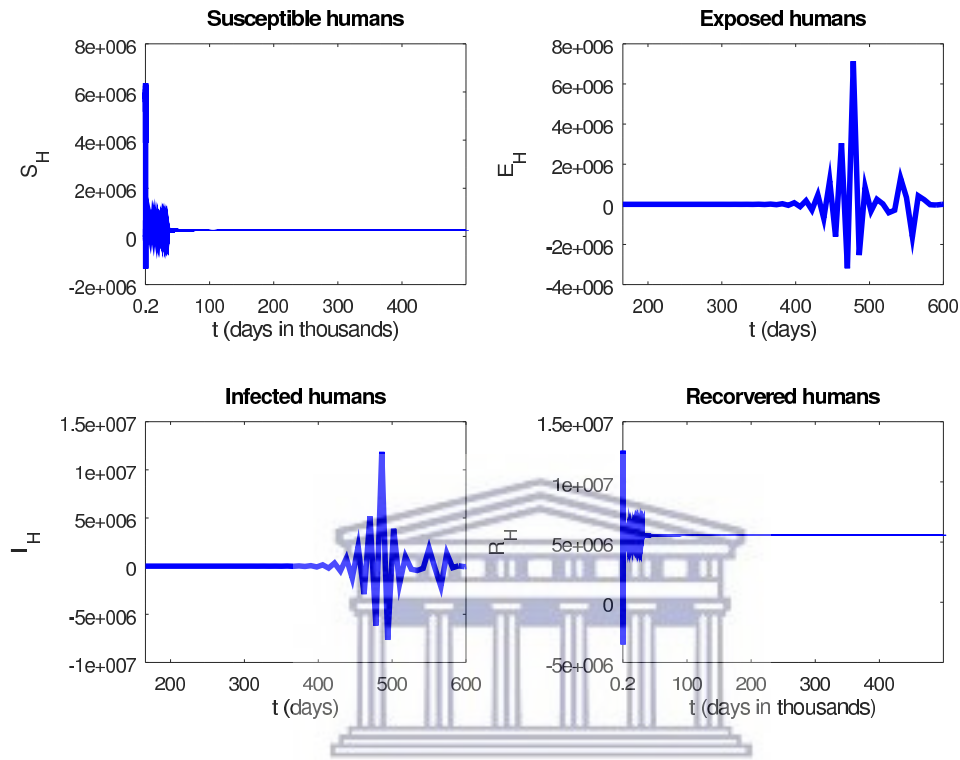 Susceptible humans
8e+006
6e+006
4e+006
2e+006
0
-2e+006
S_H
0.2 100 200 300 400
t (days in thousands)
Exposed humans
8e+006
6e+006
4e+006
2e+006
0
-2e+006
-4e+006
E_H
200 300 400 500 600
t (days)
Infected humans
1.5e+007
1e+007
5e+006
0
-5e+006
-1e+007
I_H
200 300 400 500 600
t (days)
Recorvered humans
1.5e+007
1e+007
5e+006
0
-5e+006
R_H
0.2 100 200 300 400
t (days in thousands)